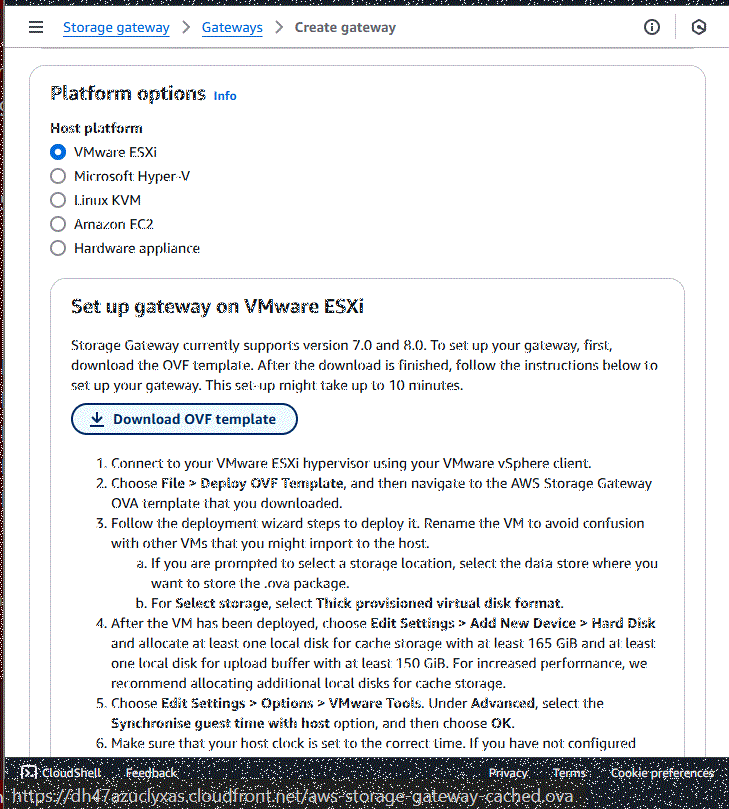 Storage gateway > Gateways > Create gateway
Platform options Info
Host platform
VMware ESXi
Microsoft Hyper-V
Linux KVM
Amazon EC2
Hardware appliance
Set up gateway on VMware ESXi
Storage Gateway currently supports version 7.0 and 8.0. To set up your gateway, first,
download the OVF template. After the download is finished, follow the instructions below to
set up your gateway. This set-up might take up to 10 minutes.
Download OVF template
1. Connect to your VMware ESXi hypervisor using your VMware vSphere client.
2. Choose File > Deploy OVF Template, and then navigate to the AWS Storage Gateway
OVA template that you downloaded.
3. Follow the deployment wizard steps to deploy it. Rename the VM to avoid confusion
with other VMs that you might import to the host.
a. If you are prompted to select a storage location, select the data store where you
want to store the .ova package.
b. For Select storage, select Thick provisioned virtual disk format.
4. After the VM has been deployed, choose Edit Settings > Add New Device > Hard Disk
and allocate at least one local disk for cache storage with at least 165 GiB and at least
one local disk for upload buffer with at least 150 GiB. For increased performance, we
recommend allocating additional local disks for cache storage.
5. Choose Edit Settings > Options > VMware Tools. Under Advanced, select the
Synchronise guest time with host option, and then choose OK.
6. Make sure that your host clock is set to the correct time. If you have not configured
CloudShell Feedback Privacy Terms Cookie preferences
https://dh47azuclyxas.cloudfront.net/aws-storage-gateway-cached.ova